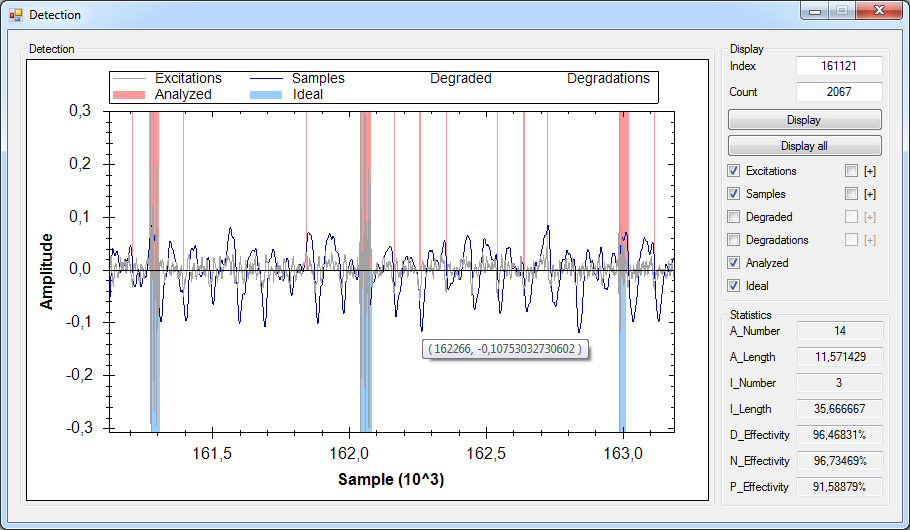 Detection
Detection
Excitations Samples Degraded Degradations
Analyzed Ideal
0,3
0,2
0,1
0,0
-0,1
-0,2
-0,3
Amplitude
( 162266, -0,10753032730602 )
161,5 162,0 162,5 163,0
Sample (10^3)
Display
Index 161121
Count 2067
Display
Display all
Excitations [+]
Samples [+]
Degraded [+]
Degradations [+]
Analyzed
Ideal
Statistics
A_Number 14
A_Length 11,571429
I_Number 3
I_Length 35,666667
D_Effectivity 96,46831%
N_Effectivity 96,73469%
P_Effectivity 91,58879%